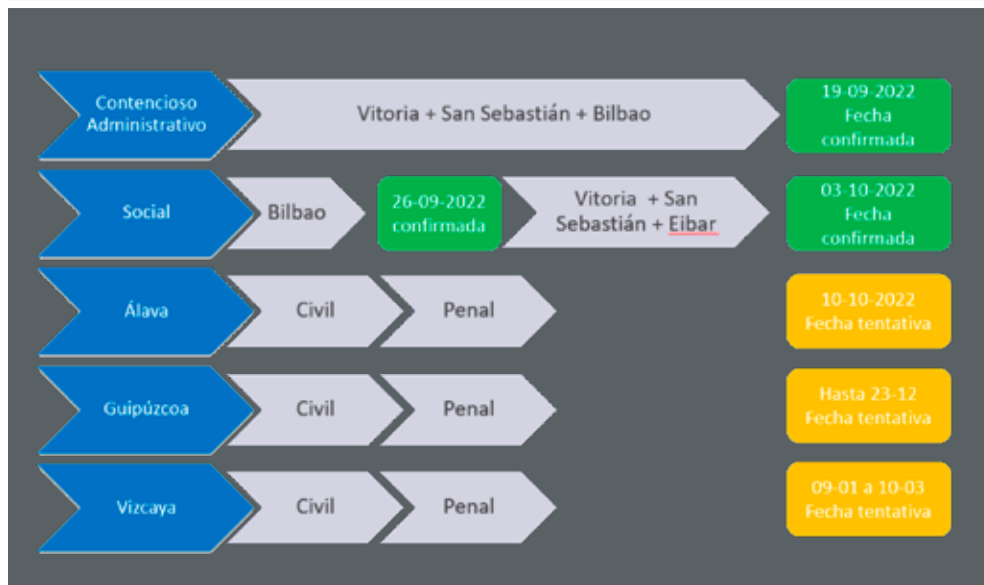 Contencioso
Administrativo
Vitoria + San Sebastián + Bilbao
19-09-2022
Fecha
confirmada
Social
Bilbao
26-09-2022
confirmada
Vitoria + San
Sebastián + Eibar
03-10-2022
Fecha
confirmada
Álava
Civil
Penal
10-10-2022
Fecha tentativa
Guipúzcoa
Civil
Penal
Hasta 23-12
Fecha tentativa
Vizcaya
Civil
Penal
09-01 a 10-03
Fecha tentativa